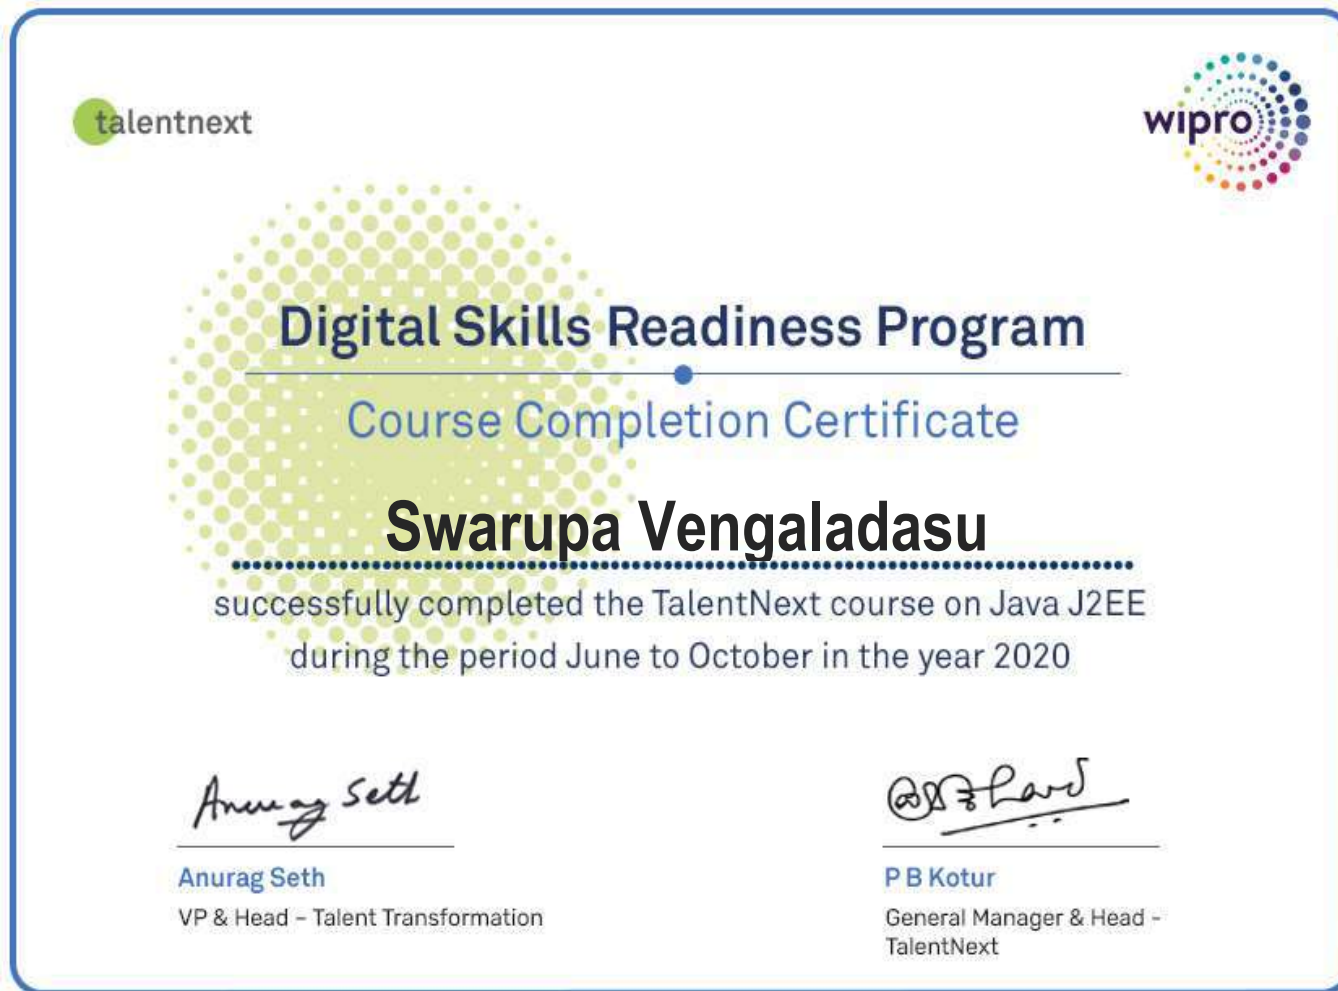 talentnext
wipro
Digital Skills Readiness Program
Course Completion Certificate
Swarupa Vengaladasu
successfully completed the TalentNext course on Java J2EE
during the period June to October in the year 2020
Anurag Seth
Anurag Seth
VP & Head – Talent Transformation
P B Kotur
General Manager & Head -
TalentNext